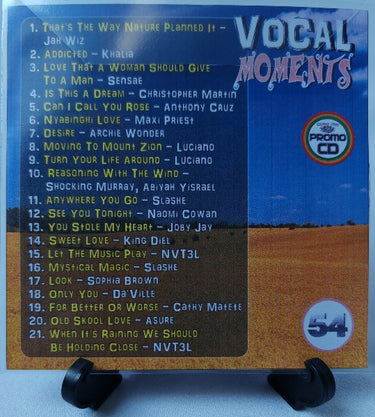 VOCAL
MOMENTS
1. That's The Way Nature Planned It –
Jah Wiz
2. Addicted – Khalia
3. Love That A Woman Should Give
To A Man – Sensae
4. Is This A Dream – Christopher Martin
5. Can I Call You Rose – Anthony Cruz
6. Nyabinghi Love – Maxi Priest
7. Desire – Archie Wonder
8. Moving To Mount Zion – Luciano
9. Turn Your Life Around – Luciano
10. Reasoning With The Wind –
Shocking Murray, Abiyah Yisrael
11. Anywhere You Go – Slashe
12. See You Tonight – Naomi Cowan
13. You Stole My Heart – Joby Jay
14. Sweet Love – King Diel
15. Let The Music Play – NVT3L
16. Mystical Magic – Slashe
17. Look – Sophia Brown
18. Only You – Da'Ville
19. For Better Or Worse – Cathy Matete
20. Old Skool Love – Asure
21. When It's Raining We Should
Be Holding Close – NVT3L
PROMO
CD
54